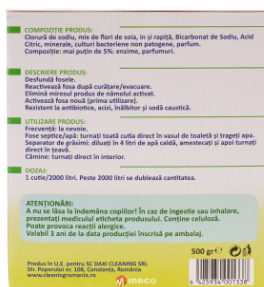 COMPOZIȚIE PRODUS:
Clorură de sodiu, mix de flori de soia, in și rapiță, Bicarbonat de Sodiu, Acid
Citric, minerale, culturi bacteriene non patogene, parfum.
Compoziție: mai puțin de 5%: enzime, parfumuri.
DESCRIERE PRODUS:
Desfundă fosele.
Reactivează fosa după curățare/evacuare.
Elimină mirosul produs de nămolul activat.
Activează fosa nouă (prima utilizare).
Rezistent la antibiotice, acizi, înălbitor și sodă caustică.
UTILIZARE PRODUS:
Frecvență: la nevoie.
Fose septice/apă: turnați toată cutia direct în vasul de toaletă și trageți apa.
Separator de grăsimi: diluați în 4 litri de apă caldă, amestecați și apoi turnați
direct în țeavă.
Cămine: turnați direct în interior.
DOZAJ:
1 cutie/2000 litri. Peste 2000 litri se dublează cantitatea.
ATENȚIONĂRI:
A nu se lăsa la îndemâna copiilor! În caz de ingestie sau inhalare,
prezentați medicului eticheta produsului. Conține celuloză.
Poate provoca reacții alergice.
Valabil 3 ani de la data producției înscrisă pe ambalaj.
500 gr
Produs în U.E. pentru SC DAXI CLEANING SRL
Str. Poporului nr. 108, Constanța, România
www.cleaningromania.ro
meco
6 425934 001338